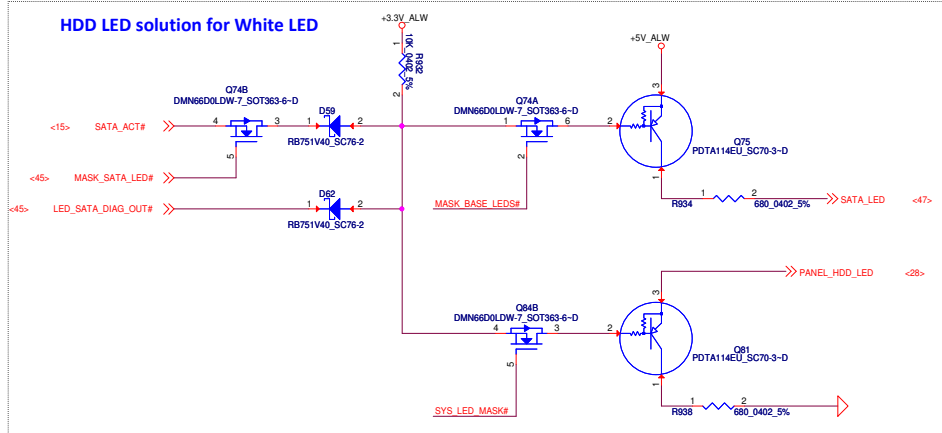 HDD LED solution for White LED
+3.3V_ALW
1
R932
10K_0402_5%
2
+5V_ALW
3
Q74B
DMN66D0LDW-7_SOT363-6~D
D59
Q74A
DMN66D0LDW-7_SOT363-6~D
<15> SATA_ACT# 4 3 1 2 1 6 2
Q75
PDTA114EU_SC70-3~D
RB751V40_SC76-2
5
2
1
<45> MASK_SATA_LED#
D62
1 2
<45> LED_SATA_DIAG_OUT# 1 2
MASK_BASE_LEDS#
R934 680_0402_5%
SATA_LED <47>
RB751V40_SC76-2
PANEL_HDD_LED <28>
3
Q84B
DMN66D0LDW-7_SOT363-6~D
4 3 2
Q81
PDTA114EU_SC70-3~D
5
1
SYS_LED_MASK#
1 2
R938 680_0402_5%